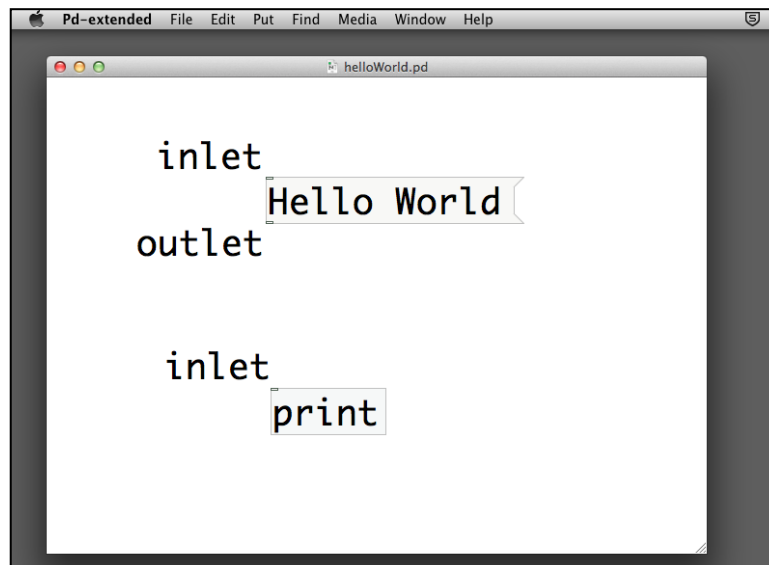 Pd-extended File Edit Put Find Media Window Help
helloWorld.pd
inlet
Hello World
outlet
inlet
print